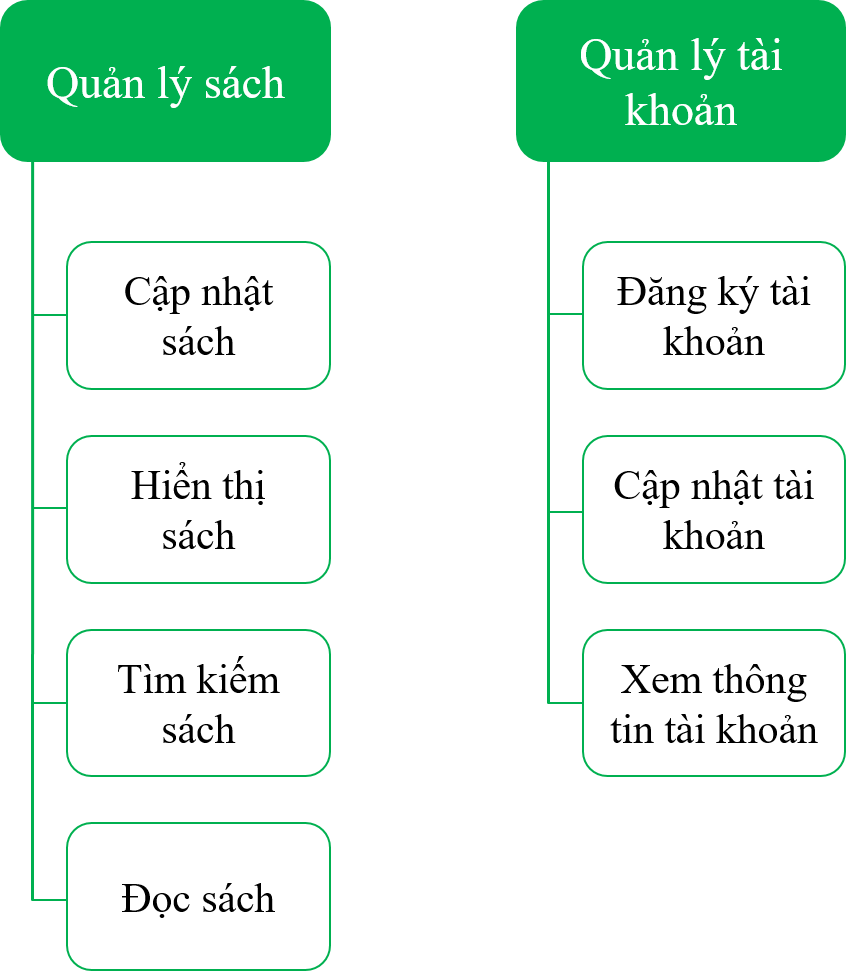 Quản lý sách
Cập nhật
sách
Hiển thị
sách
Tìm kiếm
sách
Đọc sách
Quản lý tài
khoản
Đăng ký tài
khoản
Cập nhật tài
khoản
Xem thông
tin tài khoản